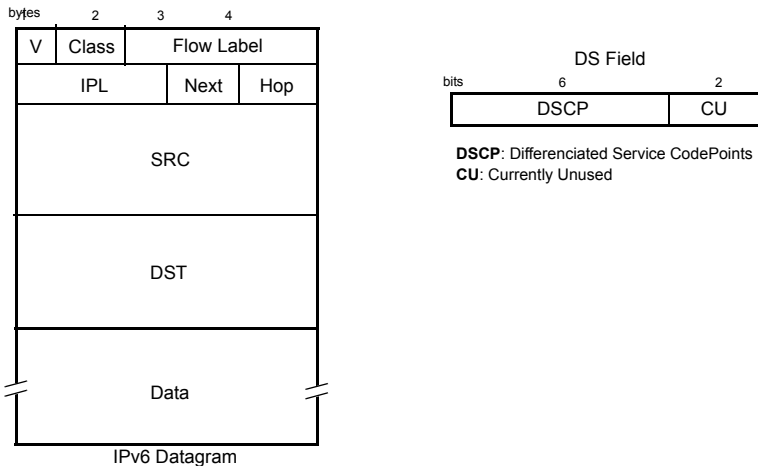 bytes
1 2 3 4
V Class Flow Label
IPL Next Hop
SRC
DST
Data
IPv6 Datagram
DS Field
bits 6 2
DSCP CU
DSCP: Differenciated Service CodePoints
CU: Currently Unused